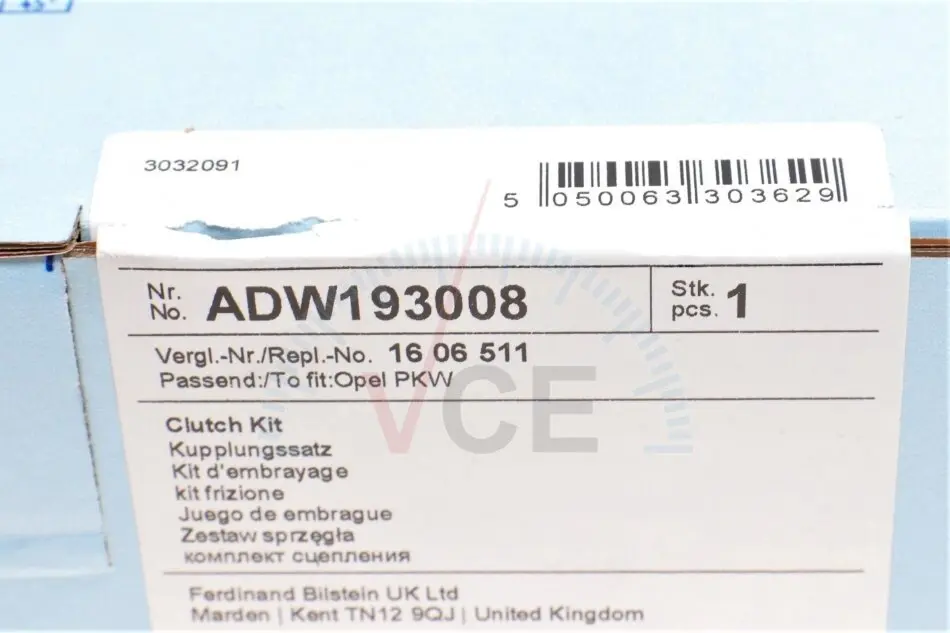 3032091
5 050063 303629
Nr. No. ADW193008 Stk. pcs. 1
Vergl.-Nr./Repl.-No. 16 06 511
Passend:/To fit:Opel PKW
VCE
Clutch Kit
Kupplungssatz
Kit d'embrayage
kit frizione
Juego de embrague
Zestaw sprzęgła
комплект сцепления
Ferdinand Bilstein UK Ltd
Marden | Kent TN12 9QJ | United Kingdom